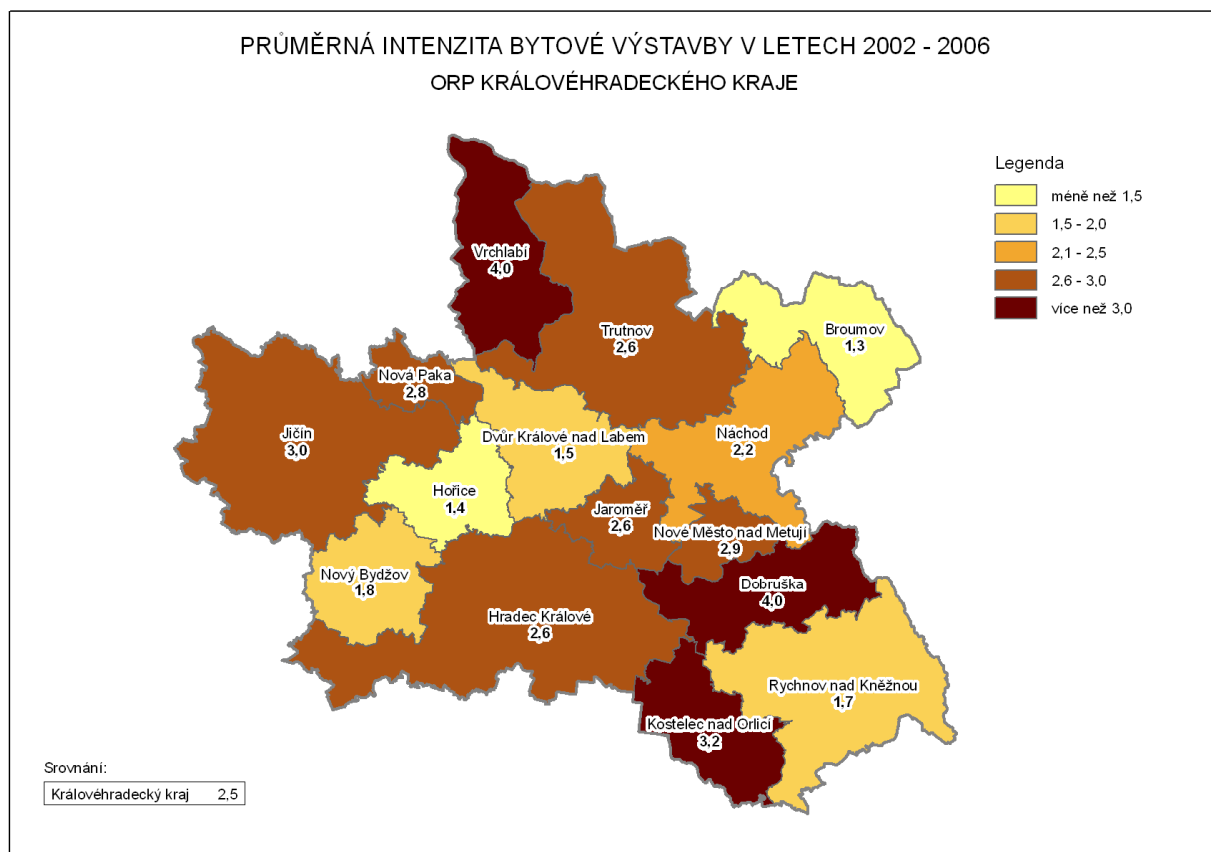 PRŮMĚRNÁ INTENZITA BYTOVÉ VÝSTAVBY V LETECH 2002 - 2006
ORP KRÁLOVÉHRADECKÉHO KRAJE
Legenda
méně než 1,5
1,5 - 2,0
2,1 - 2,5
2,6 - 3,0
více než 3,0
Vrchlabí
4,0
Trutnov
2,6
Broumov
1,3
Nová Paka
2,8
Jičín
3,0
Dvůr Králové nad Labem
1,5
Náchod
2,2
Hořice
1,4
Jaroměř
2,6
Nové Město nad Metují
2,9
Nový Bydžov
1,8
Dobruška
4,0
Hradec Králové
2,6
Rychnov nad Kněžnou
1,7
Kostelec nad Orlicí
3,2
Srovnání:
Královéhradecký kraj 2,5